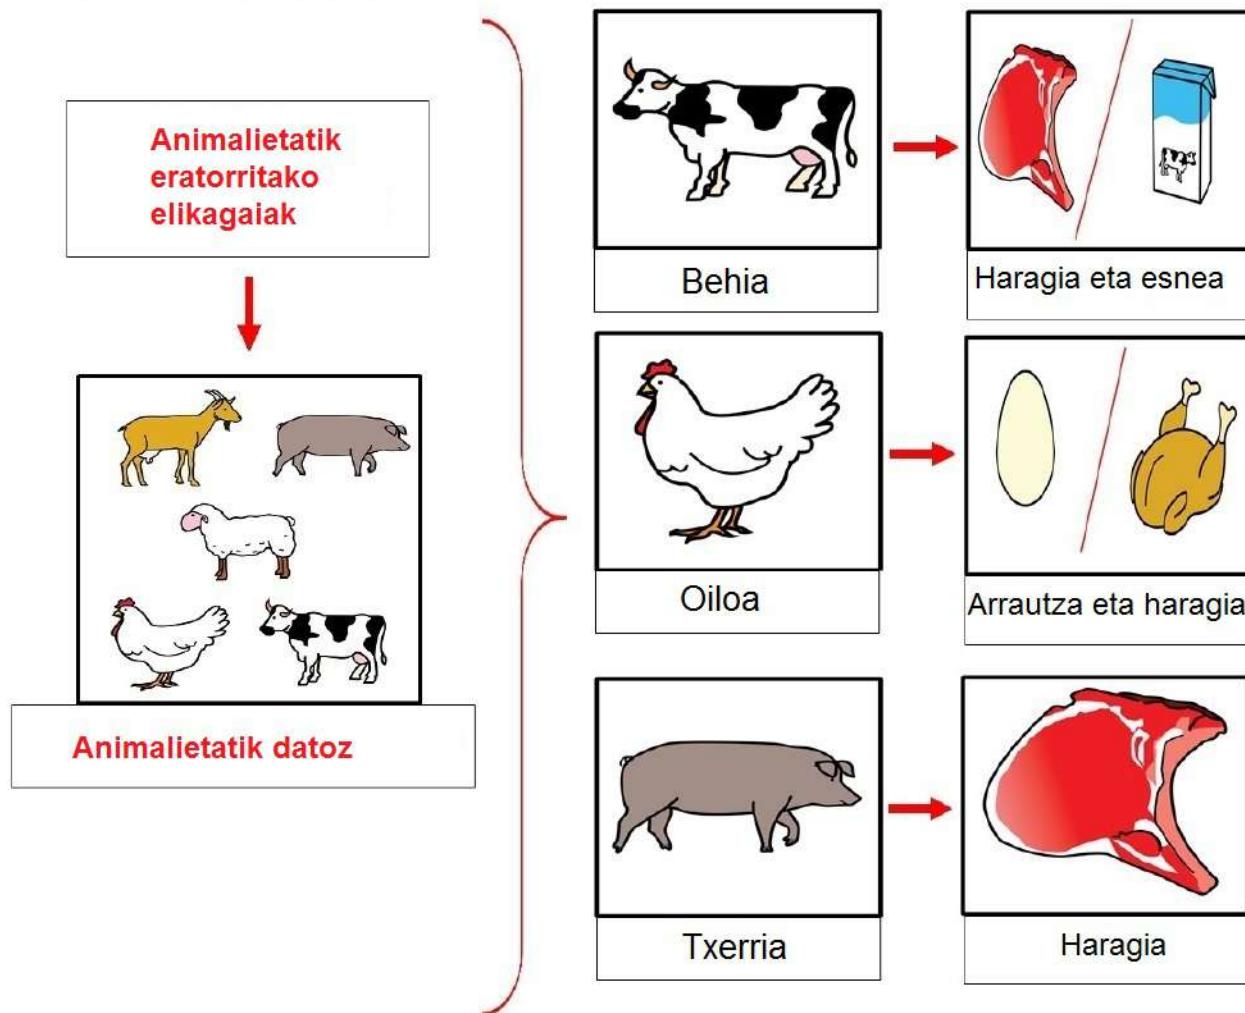 Animalietatik
eratorritako
elikagaiak
Animalietatik datoz
Behia
Haragia eta esnea
Oiloa
Arrautza eta haragia
Txerria
Haragia